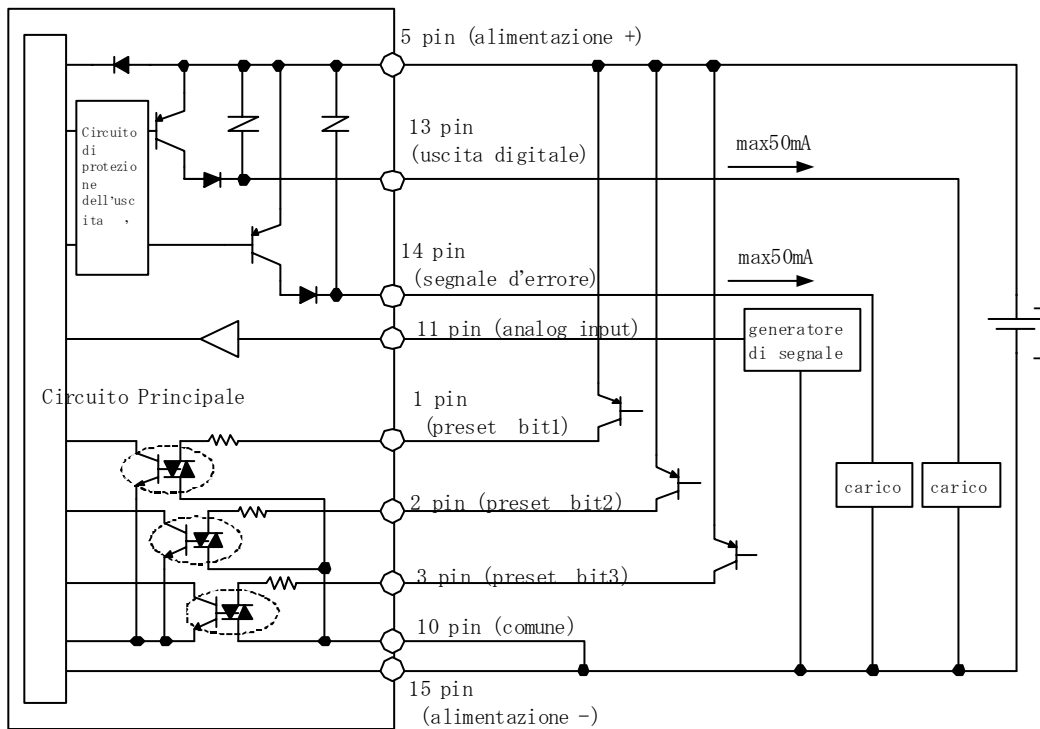 5 pin (alimentazione +)
Circuito
di
protezio
ne
dell'usc
ita ,
13 pin
(uscita digitale)
max50mA
14 pin
(segnale d'errore)
max50mA
11 pin (analog input)
generatore
di segnale
Circuito Principale
1 pin
(preset bit1)
2 pin (preset bit2)
carico
carico
3 pin (preset bit3)
10 pin (comune)
15 pin
(alimentazione -)